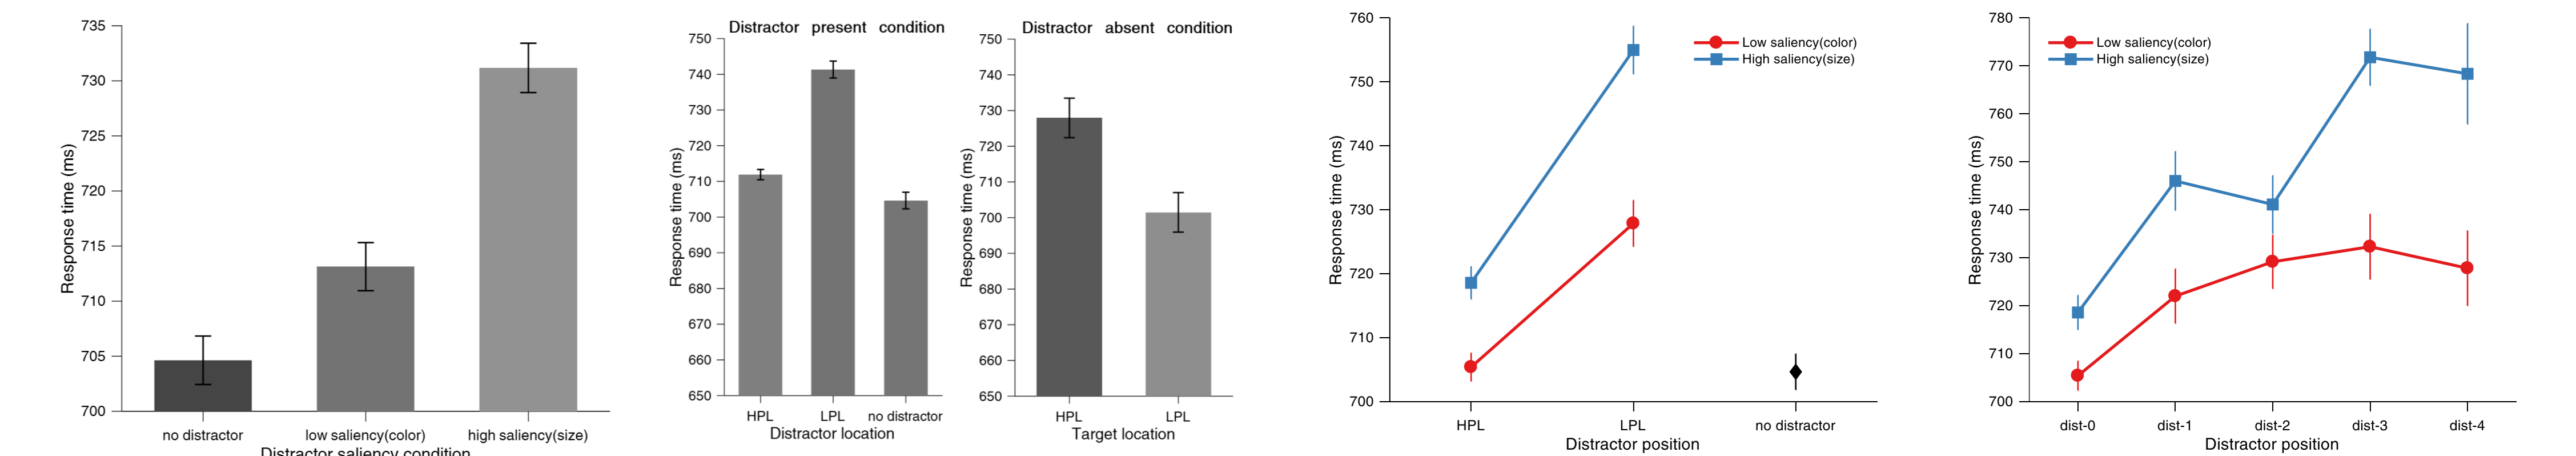 735
730
725
720
715
710
705
700
Response time (ms)
no distractor low saliency(color) high saliency(size)
Distractor saliency condition
Distractor present condition
750
740
730
720
710
700
690
680
670
660
650
Response time (ms)
HPL LPL no distractor
Distractor location
Distractor absent condition
750
740
730
720
710
700
690
680
670
660
650
Response time (ms)
HPL LPL
Target location
760
750
740
730
720
710
700
Response time (ms)
Low saliency(color)
High saliency(size)
HPL LPL no distractor
Distractor position
780
770
760
750
740
730
720
710
700
Response time (ms)
Low saliency(color)
High saliency(size)
dist-0 dist-1 dist-2 dist-3 dist-4
Distractor position